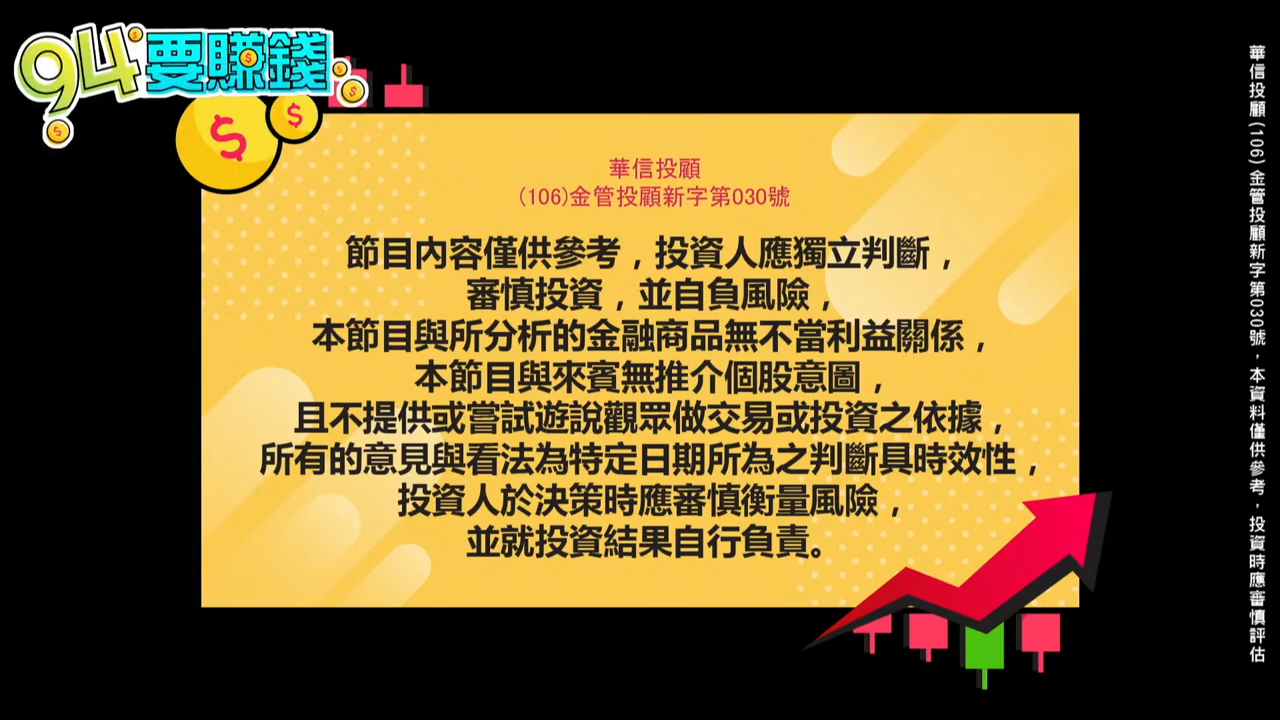 94要賺錢
華信投顧
(106)金管投顧新字第030號
節目內容僅供參考，投資人應獨立判斷，
審慎投資，並自負風險，
本節目與所分析的金融商品無不當利益關係，
本節目與來賓無推介個股意圖，
且不提供或嘗試遊說觀眾做交易或投資之依據，
所有的意見與看法為特定日期所為之判斷具時效性，
投資人於決策時應審慎衡量風險，
並就投資結果自行負責。
華信投顧(106)金管投顧新字第030號，本資料僅供參考，投資時應審慎評估